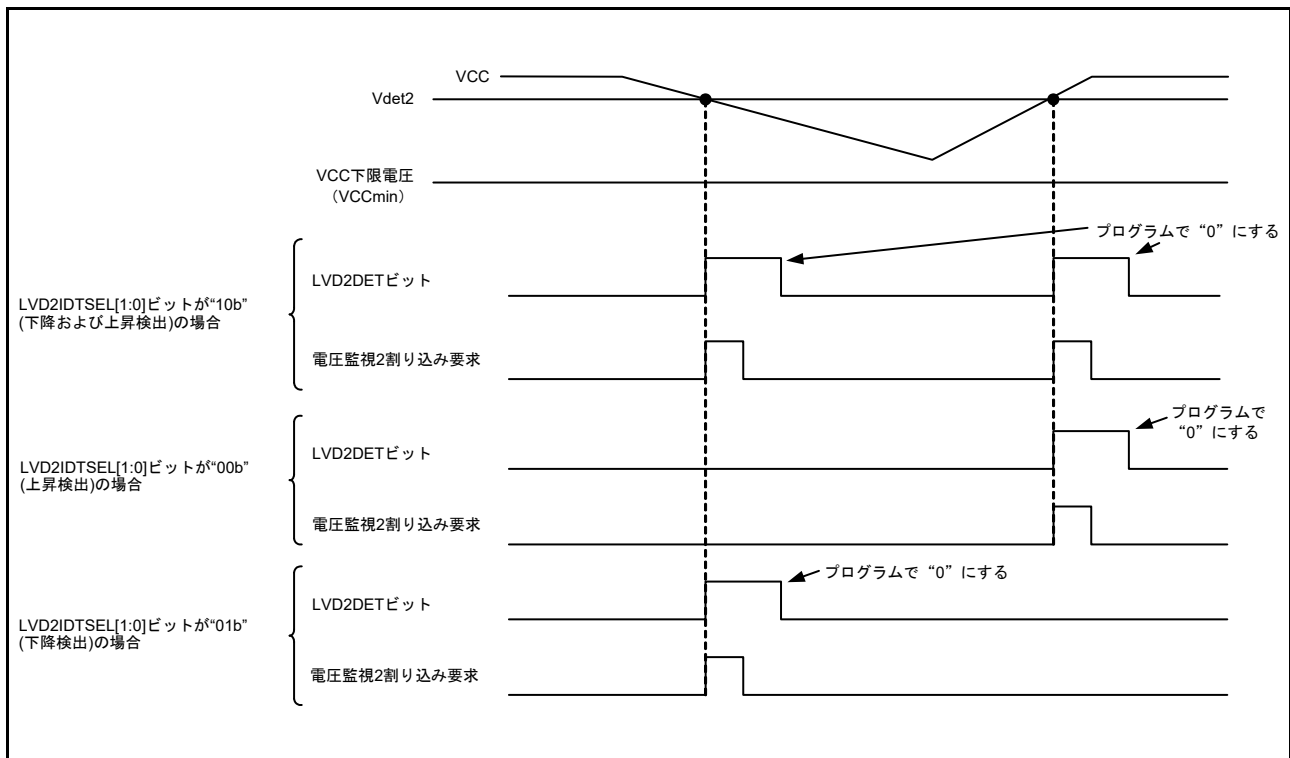 VCC
Vdet2
VCC下限電圧
（VCCmin）
プログラムで“0”にする
LVD2IDTSEL[1:0]ビットが“10b”
(下降および上昇検出)の場合
LVD2DETビット
電圧監視2割り込み要求
プログラムで
“0”にする
LVD2IDTSEL[1:0]ビットが“00b”
(上昇検出)の場合
LVD2DETビット
電圧監視2割り込み要求
プログラムで“0”にする
LVD2IDTSEL[1:0]ビットが“01b”
(下降検出)の場合
LVD2DETビット
電圧監視2割り込み要求